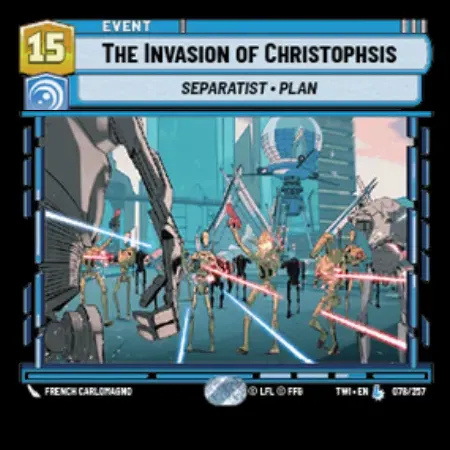 EVENT
15
THE INVASION OF CHRISTOPHSIS
SEPARATIST • PLAN
FRENCH CARLOMAGNO
© LFL © FFG
TWI • EN
078/257